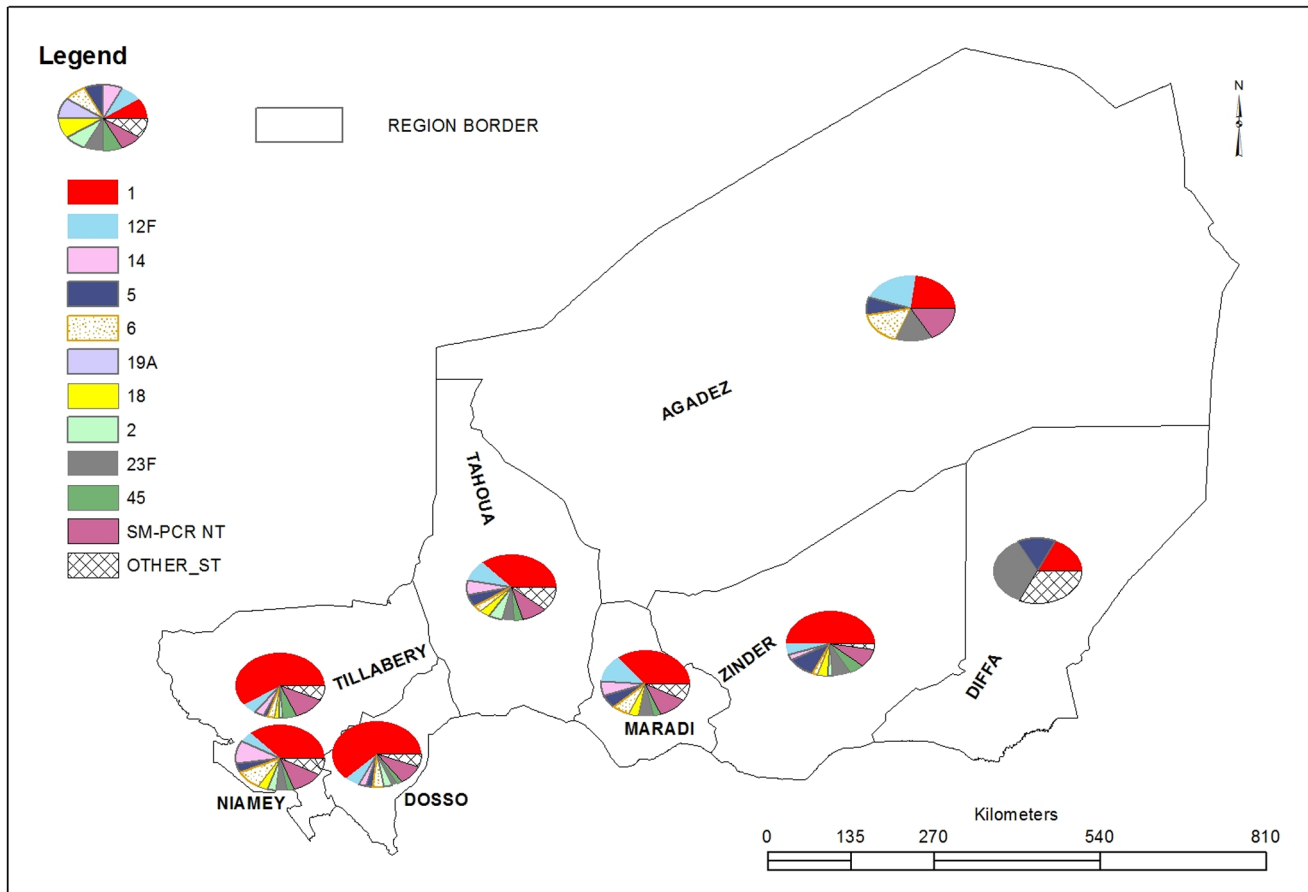 Legend
REGION BORDER
1
12F
14
5
6
19A
18
2
23F
45
SM-PCR NT
OTHER_ST
N
S
AGADEZ
TAHOUA
TILLABERY
ZINDER
DIFFA
MARADI
NIAMEY
DOSSO
Kilometers
0 135 270 540 810